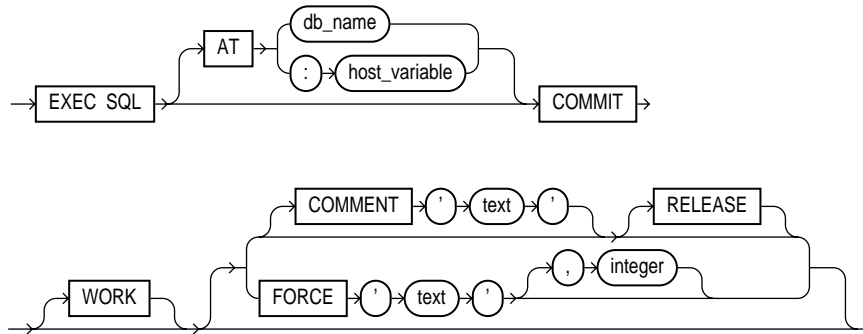 db_name
AT
: host_variable
EXEC SQL COMMIT
COMMENT ' text ' RELEASE
, integer
WORK FORCE ' text '